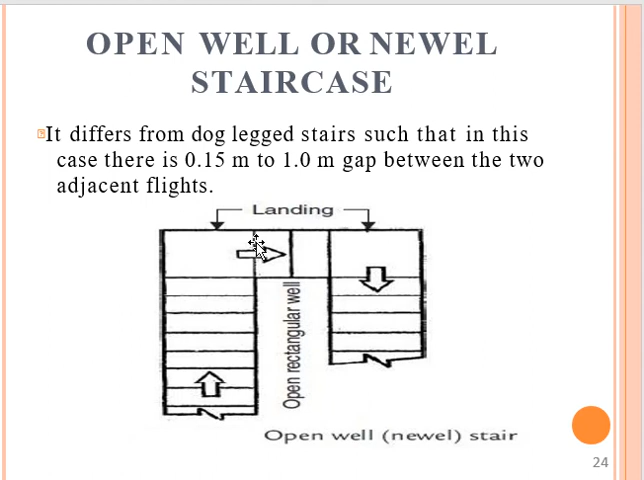 OPEN WELL OR NEWEL
STAIRCASE
It differs from dog legged stairs such that in this
case there is 0.15 m to 1.0 m gap between the two
adjacent flights.
Landing
Open rectangular well
Open well (newel) stair
24